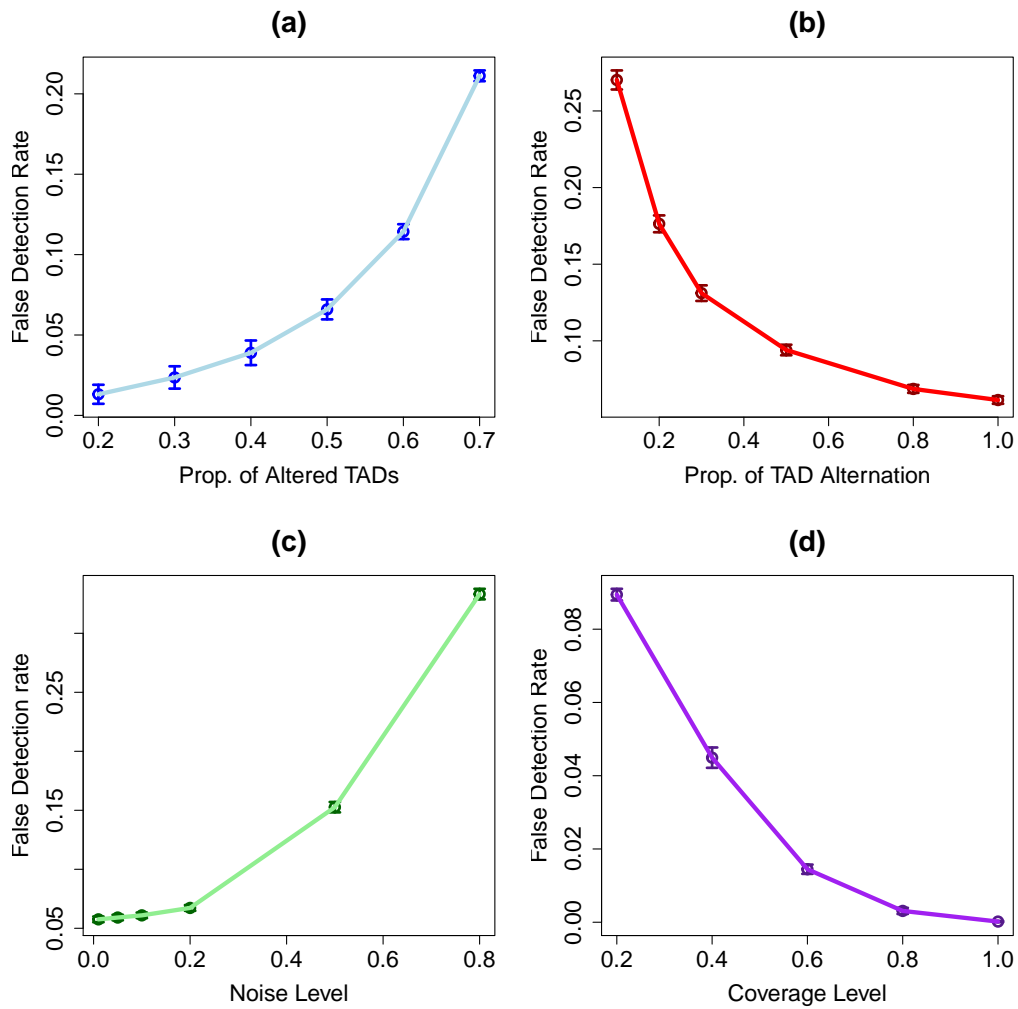 (a)
False Detection Rate
0.20
0.15
0.10
0.05
0.00
0.2 0.3 0.4 0.5 0.6 0.7
Prop. of Altered TADs
(b)
False Detection Rate
0.25
0.20
0.15
0.10
0.2 0.4 0.6 0.8 1.0
Prop. of TAD Alternation
(c)
False Detection rate
0.25
0.15
0.05
0.0 0.2 0.4 0.6 0.8
Noise Level
(d)
False Detection Rate
0.08
0.06
0.04
0.02
0.00
0.2 0.4 0.6 0.8 1.0
Coverage Level